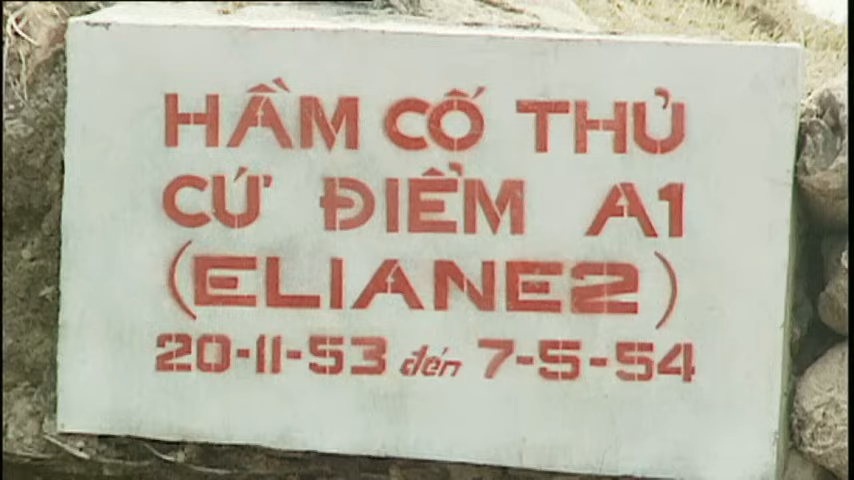 HẦM CỐ THỦ
CỨ ĐIỂM A1
(ELIANE2)
20-11-53 đến 7-5-54